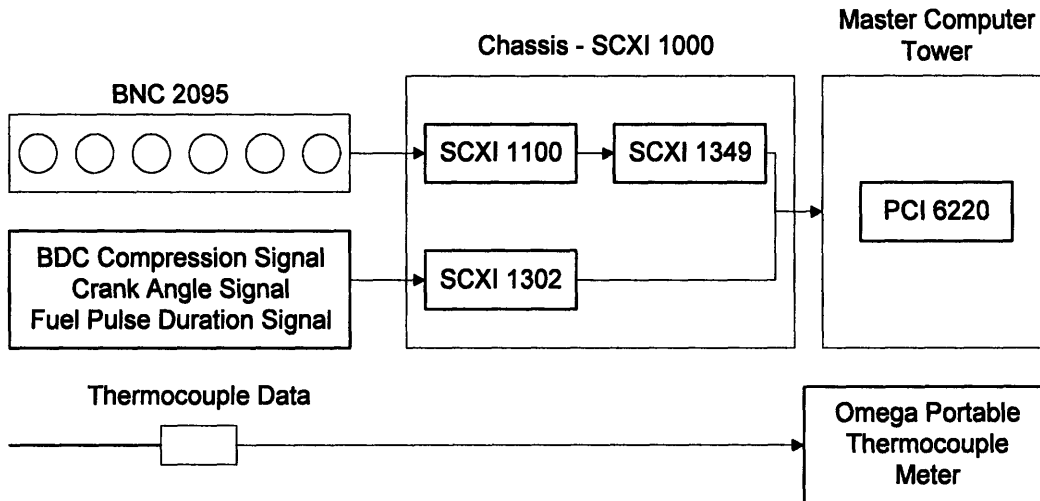 Master Computer
Tower
Chassis - SCXI 1000
BNC 2095
SCXI 1100
SCXI 1349
PCI 6220
BDC Compression Signal
Crank Angle Signal
Fuel Pulse Duration Signal
SCXI 1302
Thermocouple Data
Omega Portable
Thermocouple
Meter